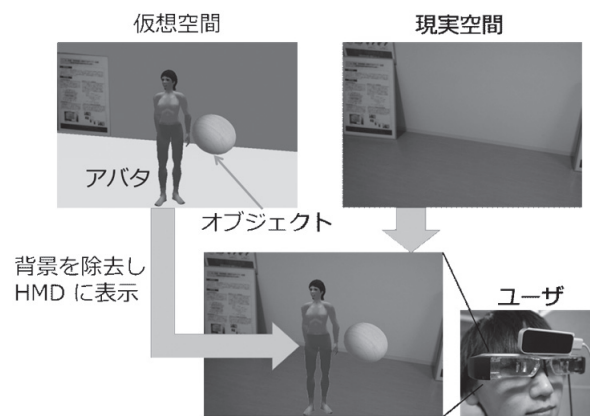 仮想空間
現実空間
アバタ
オブジェクト
背景を除去し
HMD に表示
ユーザ